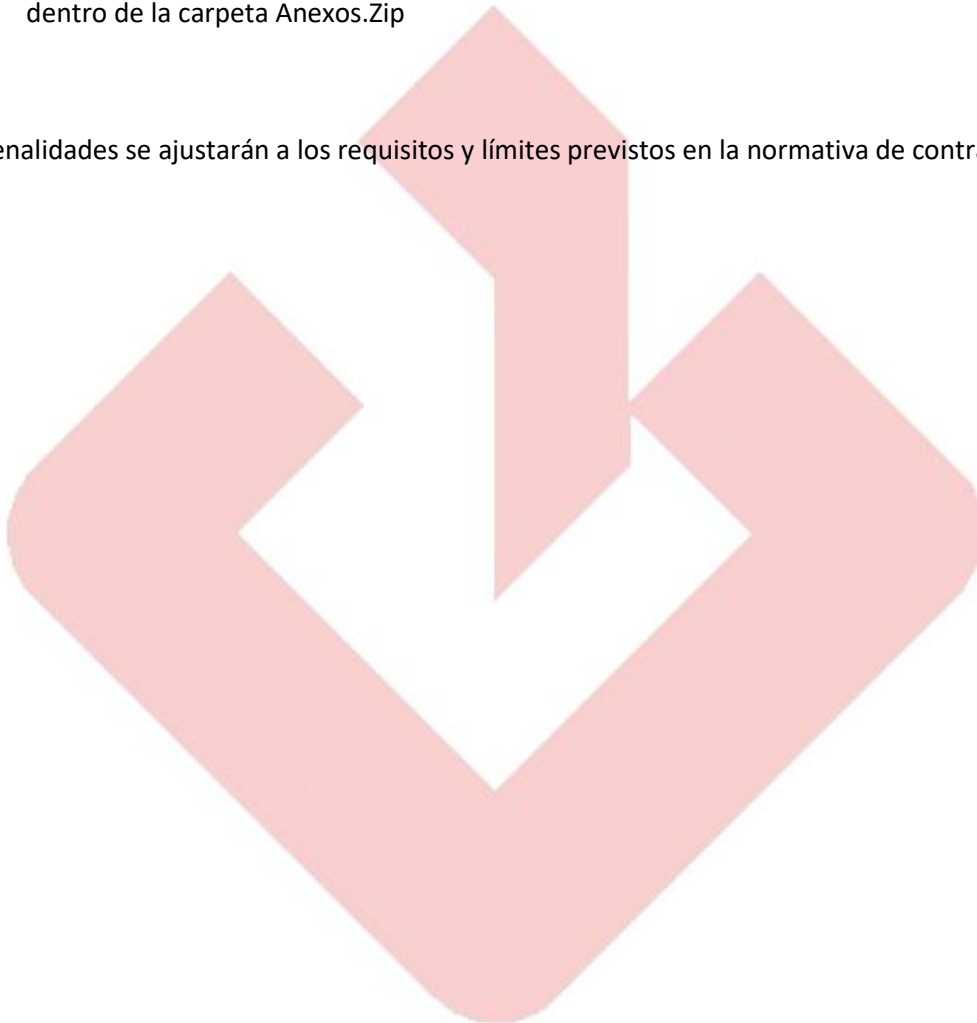 dentro de la carpeta Anexos.Zip
enalidades se ajustarán a los requisitos y límites previstos en la normativa de contra